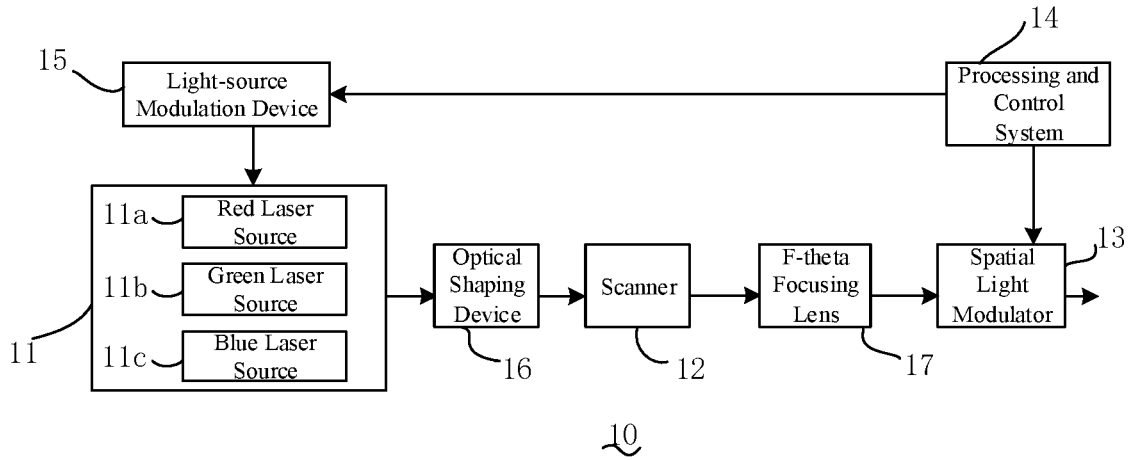 14
15
Light-source
Modulation Device
Processing and
Control
System
11a
Red Laser
Source
11b
Green Laser
Source
11c
Blue Laser
Source
11
Optical
Shaping
Device
16
Scanner
12
F-theta
Focusing
Lens
17
Spatial
Light
Modulator
13
10